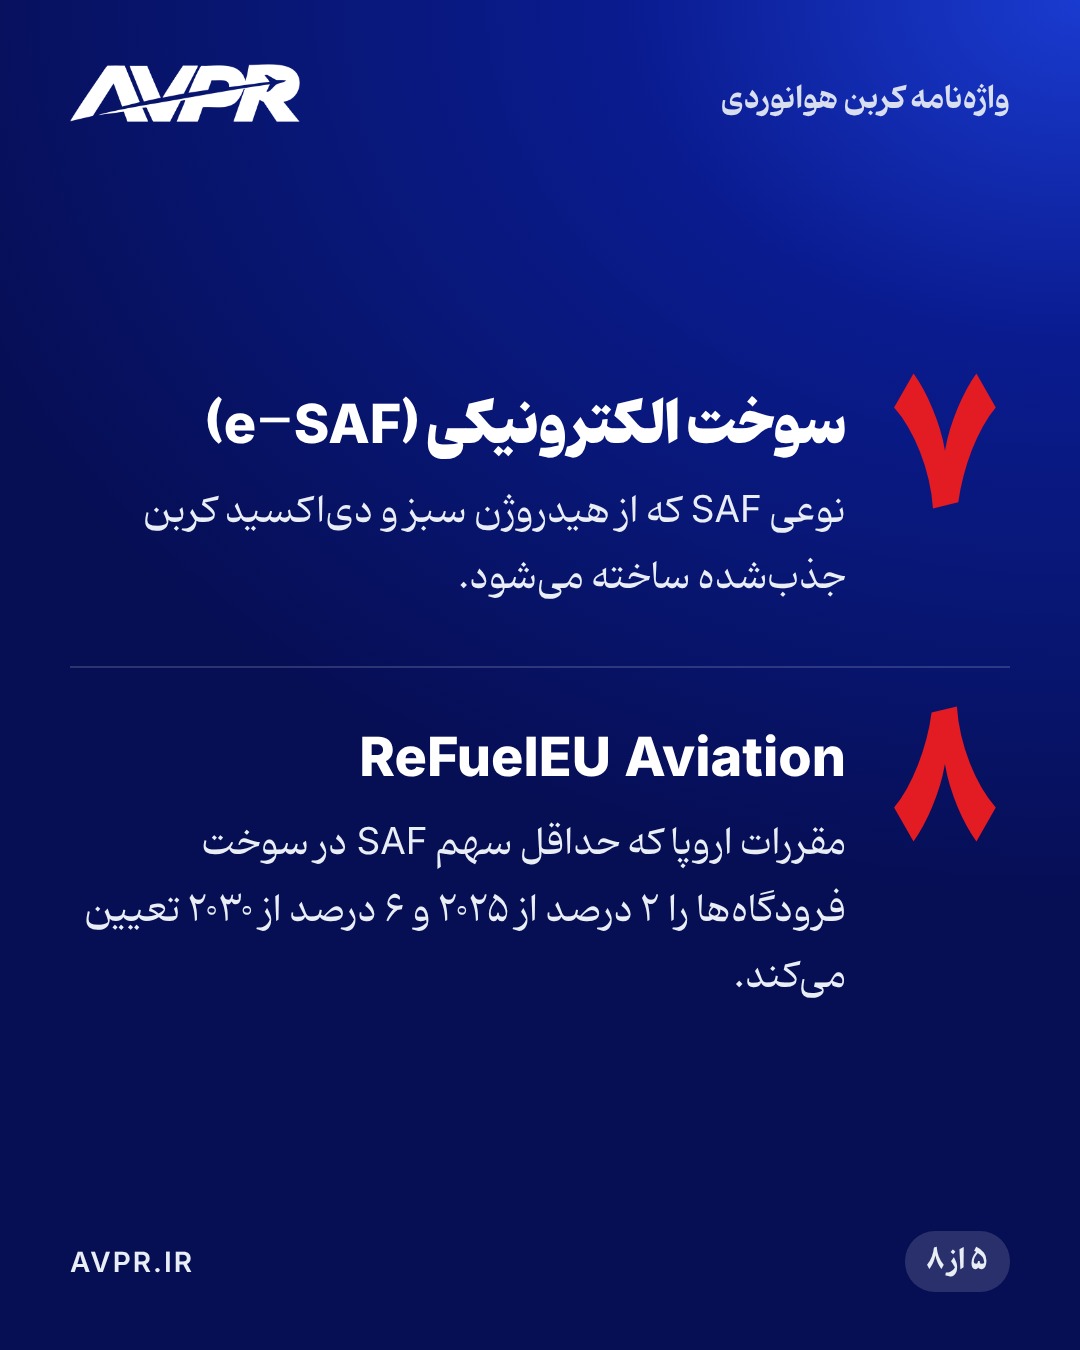 AVPR
واژه‌نامه کربن هوانوردی
۷
سوخت الکترونیکی (e-SAF)
نوعی SAF که از هیدروژن سبز و دی‌اکسید کربن
جذب‌شده ساخته می‌شود.
۸
ReFuelEU Aviation
مقررات اروپا که حداقل سهم SAF در سوخت
فرودگاه‌ها را ۲ درصد از ۲۰۲۵ و ۶ درصد از ۲۰۳۰ تعیین
می‌کند.
۵ از ۸
AVPR.IR